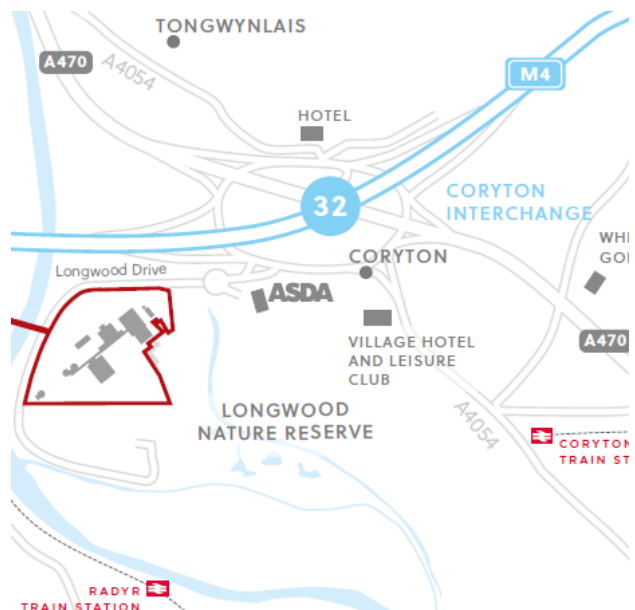 TONGWYNLAIS
A470
A4054
M4
HOTEL
32
CORYTON
INTERCHANGE
Longwood Drive
CORYTON
ASDA
A470
VILLAGE HOTEL
AND LEISURE
CLUB
LONGWOOD
NATURE RESERVE
A4054
CORYTON
TRAIN ST
RADYR
TRAIN STATION